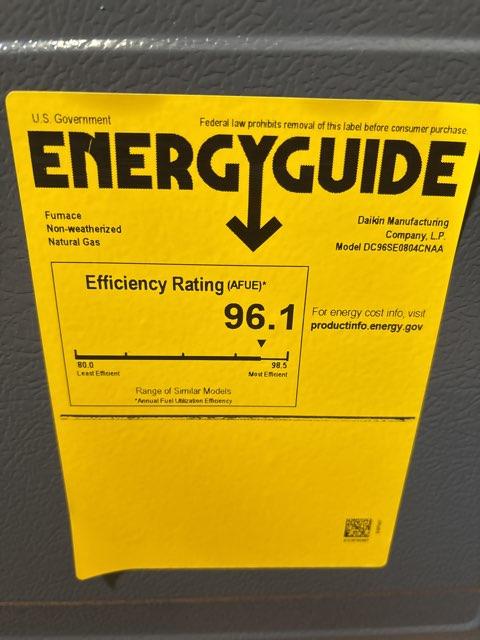 U.S. Government
Federal law prohibits removal of this label before consumer purchase.
ENERGYGUIDE
Furnace
Non-weatherized
Natural Gas
Daikin Manufacturing
Company, L.P.
Model DC96SE0804CNAA
Efficiency Rating (AFUE)*
96.1
80.0
98.5
Least Efficient
Most Efficient
Range of Similar Models
*Annual Fuel Utilization Efficiency
For energy cost info, visit
productinfo.energy.gov